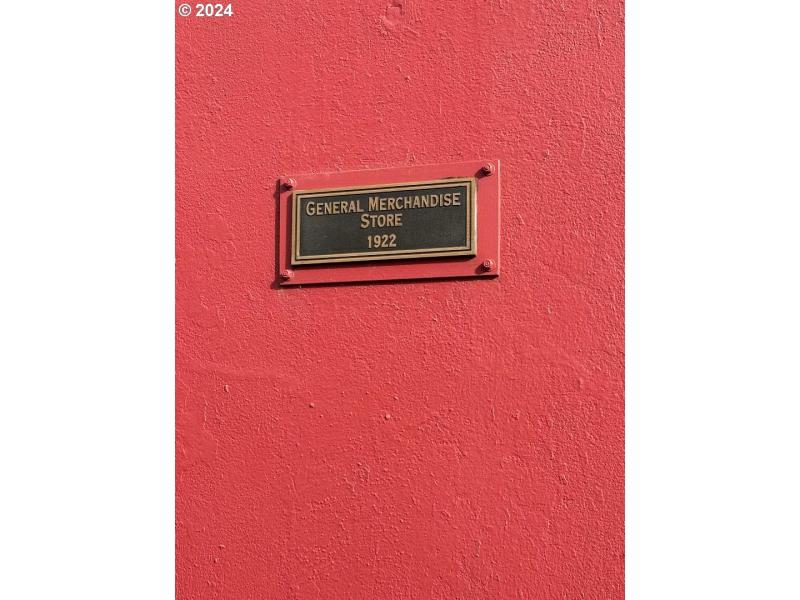 © 2024
GENERAL MERCHANDISE
STORE
1922